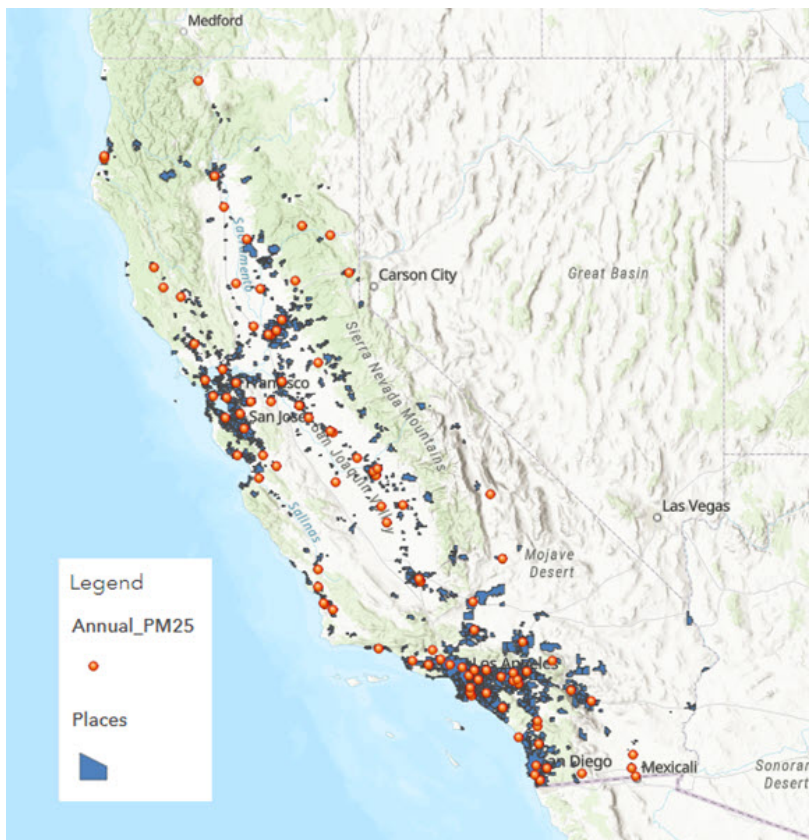 Medford
Sacramento
Carson City
Great Basin
Sierra Nevada Mountains
Francisco
San Jose
San Joaquin Valley
Salinas
Las Vegas
Mojave
Desert
Legend
Annual_PM25
Places
Los Angeles
San Diego
Mexicali
Sonoran
Desert